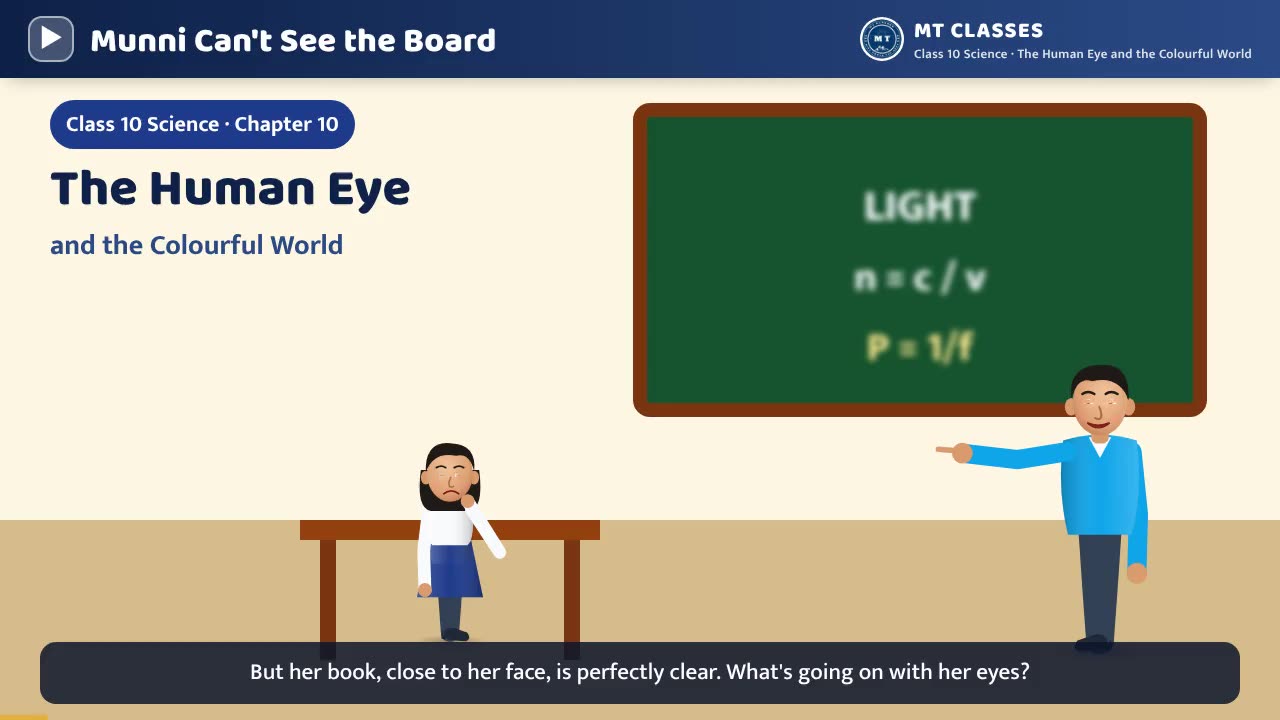 Munni Can't See the Board
MT
MT CLASSES
Class 10 Science · The Human Eye and the Colourful World
Class 10 Science · Chapter 10
The Human Eye
and the Colourful World
LIGHT
n = c / v
P = 1/f
But her book, close to her face, is perfectly clear. What's going on with her eyes?